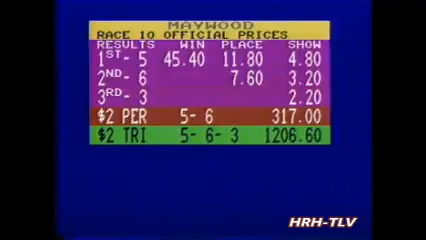 MAYWOOD
RACE 10 OFFICIAL PRICES
RESULTS WIN PLACE SHOW
1ST- 5 45.40 11.80 4.80
2ND- 6 7.60 3.20
3RD- 3 2.20
$2 PER 5- 6 317.00
$2 TRI 5- 6- 3 1206.60
HRH-TLV